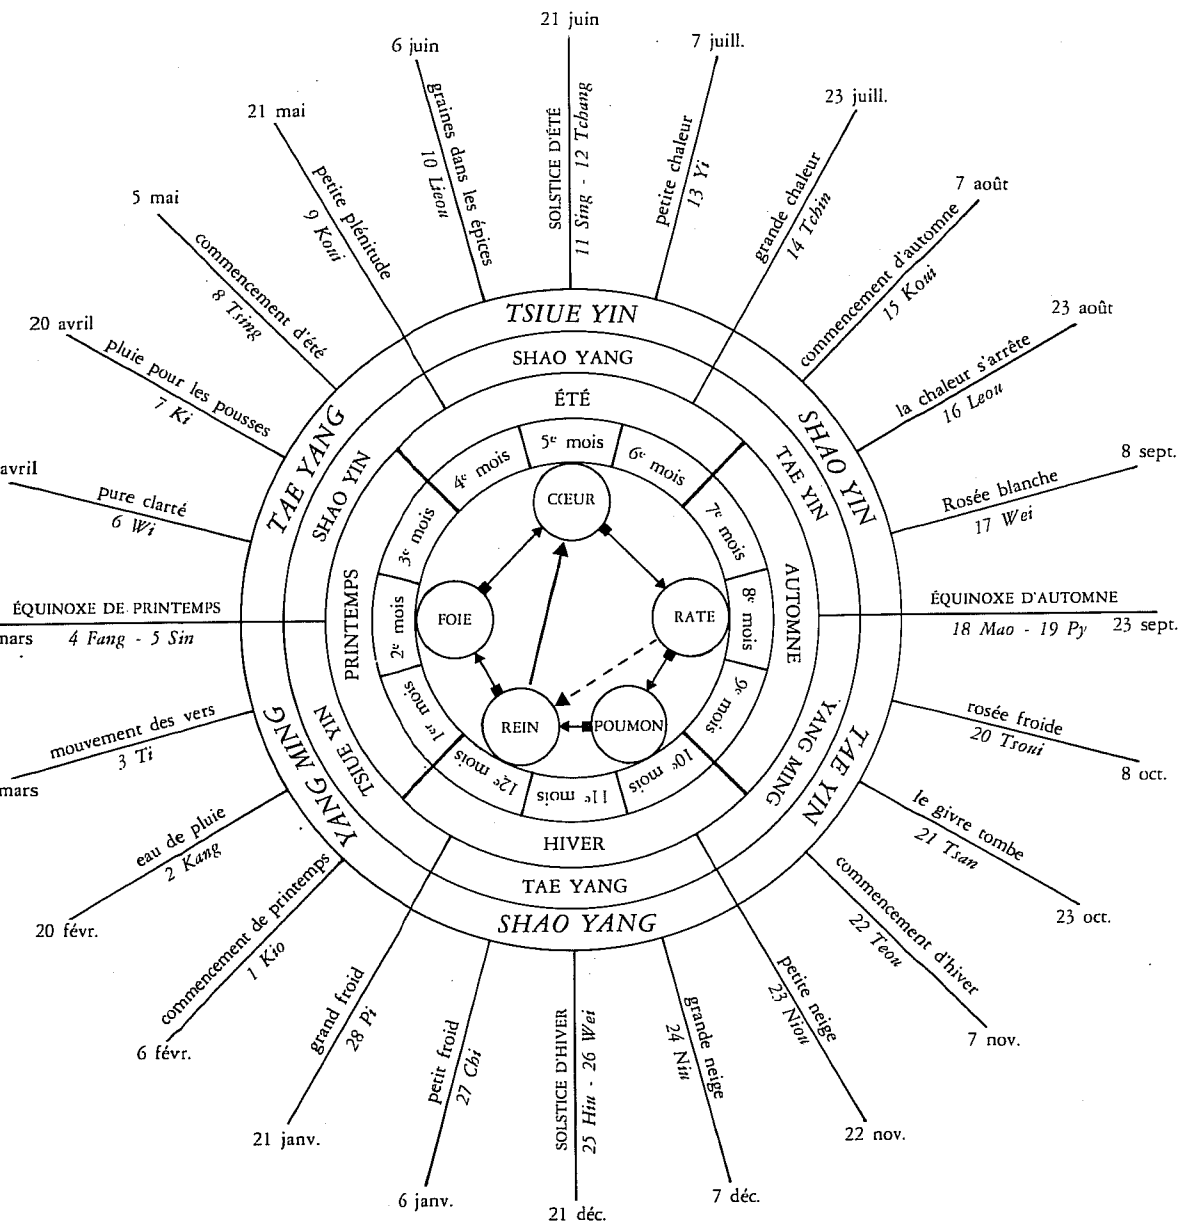 21 juin
SOLSTICE D'ÉTÉ
11 Sing - 12 Tchang
7 juill.
petite chaleur
13 Yi
23 juill.
grande chaleur
14 Tchin
7 août
commencement d'automne
15 Koui
23 août
la chaleur s'arrête
16 Leou
8 sept.
Rosée blanche
17 Wei
ÉQUINOXE D'AUTOMNE
18 Mao - 19 Py
23 sept.
rosée froide
20 Tsoui
8 oct.
le givre tombe
21 Tsan
23 oct.
commencement d'hiver
22 Teou
7 nov.
petite neige
23 Niou
22 nov.
grande neige
24 Niu
7 déc.
SOLSTICE D'HIVER
25 Hiu - 26 Wei
21 déc.
petit froid
27 Chi
6 janv.
grand froid
28 Pi
21 janv.
commencement de printemps
1 Kio
6 févr.
eau de pluie
2 Kang
20 févr.
mouvement des vers
3 Ti
mars
ÉQUINOXE DE PRINTEMPS
4 Fang - 5 Sin
mars
pure clarté
6 Wi
avril
pluie pour les pousses
7 Ki
20 avril
commencement d'été
8 Tsing
5 mai
petite plénitude
9 Koui
21 mai
graines dans les épices
10 Lieou
6 juin
TSIUE YIN
SHAO YIN
TAE YIN
SHAO YANG
YANG MING
TAE YANG
SHAO YANG
TAE YIN
YANG MING
TAE YANG
TSIUE YIN
SHAO YIN
ÉTÉ
AUTOMNE
HIVER
PRINTEMPS
1er mois
2e mois
3e mois
4e mois
5e mois
6e mois
7e mois
8e mois
9e mois
10e mois
11e mois
12e mois
CŒUR
RATE
POUMON
REIN
FOIE